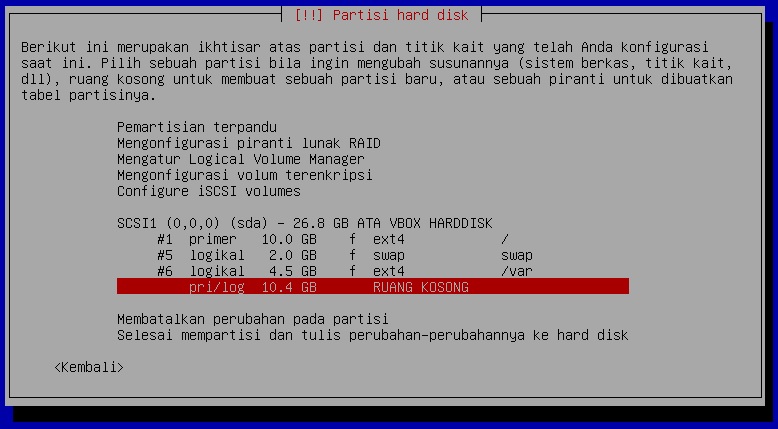 [!!] Partisi hard disk
Berikut ini merupakan ikhtisar atas partisi dan titik kait yang telah Anda konfigurasi
saat ini. Pilih sebuah partisi bila ingin mengubah susunannya (sistem berkas, titik kait,
dll), ruang kosong untuk membuat sebuah partisi baru, atau sebuah piranti untuk dibuatkan
tabel partisinya.
Pemartisian terpandu
Mengonfigurasi piranti lunak RAID
Mengatur Logical Volume Manager
Mengonfigurasi volum terenkripsi
Configure iSCSI volumes
SCSI1 (0,0,0) (sda) - 26.8 GB ATA VBOX HARDDISK
#1 primer 10.0 GB f ext4 /
#5 logikal 2.0 GB f swap swap
#6 logikal 4.5 GB f ext4 /var
pri/log 10.4 GB RUANG KOSONG
Membatalkan perubahan pada partisi
Selesai mempartisi dan tulis perubahan-perubahannya ke hard disk
<Kembali>